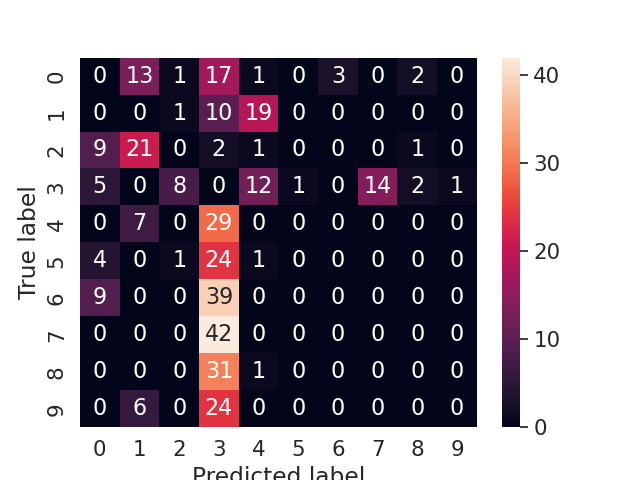 0 0 13 1 17 1 0 3 0 2 0
1 0 0 1 10 19 0 0 0 0 0
2 9 21 0 2 1 0 0 0 1 0
3 5 0 8 0 12 1 0 14 2 1
4 0 7 0 29 0 0 0 0 0 0
5 4 0 1 24 1 0 0 0 0 0
6 9 0 0 39 0 0 0 0 0 0
7 0 0 0 42 0 0 0 0 0 0
8 0 0 0 31 1 0 0 0 0 0
9 0 6 0 24 0 0 0 0 0 0
0 1 2 3 4 5 6 7 8 9
Predicted label
True label
40
30
20
10
0